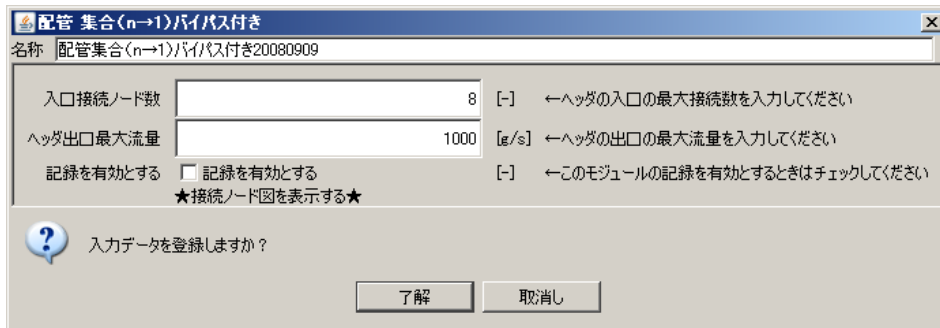 配管 集合(n→1)バイパス付き
名称 配管集合(n→1)バイパス付き20080909
入口接続ノード数 8 [-] ←ヘッダの入口の最大接続数を入力してください
ヘッダ出口最大流量 1000 [g/s] ←ヘッダの出口の最大流量を入力してください
記録を有効とする 記録を有効とする [-] ←このモジュールの記録を有効とするときはチェックしてください
★接続ノード図を表示する★
入力データを登録しますか?
了解 取消し